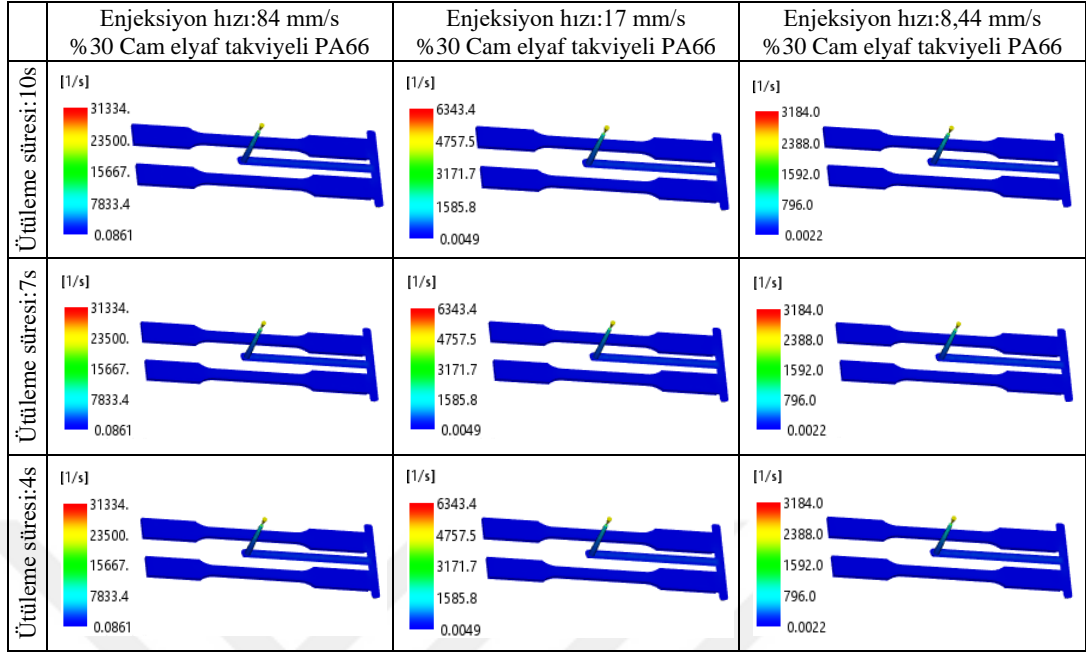 Enjeksiyon hızı:84 mm/s
%30 Cam elyaf takviyeli PA66
Enjeksiyon hızı:17 mm/s
%30 Cam elyaf takviyeli PA66
Enjeksiyon hızı:8,44 mm/s
%30 Cam elyaf takviyeli PA66
Ütüleme süresi:10s
[1/s]
31334.
23500.
15667.
7833.4
0.0861
[1/s]
6343.4
4757.5
3171.7
1585.8
0.0049
[1/s]
3184.0
2388.0
1592.0
796.0
0.0022
Ütüleme süresi:7s
[1/s]
31334.
23500.
15667.
7833.4
0.0861
[1/s]
6343.4
4757.5
3171.7
1585.8
0.0049
[1/s]
3184.0
2388.0
1592.0
796.0
0.0022
Ütüleme süresi:4s
[1/s]
31334.
23500.
15667.
7833.4
0.0861
[1/s]
6343.4
4757.5
3171.7
1585.8
0.0049
[1/s]
3184.0
2388.0
1592.0
796.0
0.0022